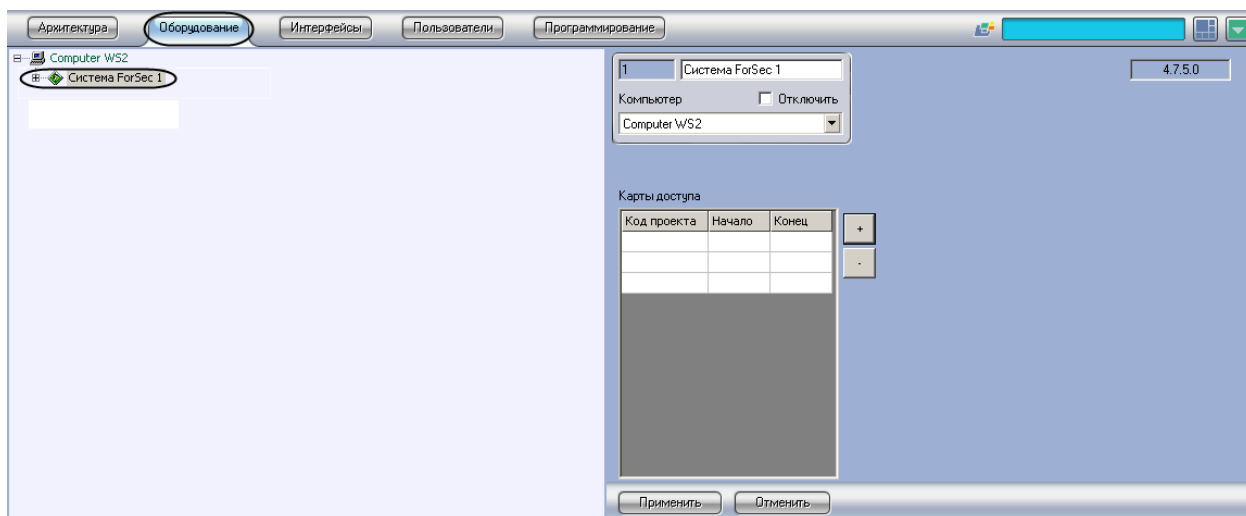 Архитектура Оборудование Интерфейсы Пользователи Программирование
Computer WS2
Система ForSec 1
1 Система ForSec 1
4.7.5.0
Компьютер Отключить
Computer WS2
Карты доступа
Код проекта Начало Конец
+
-
Применить Отменить